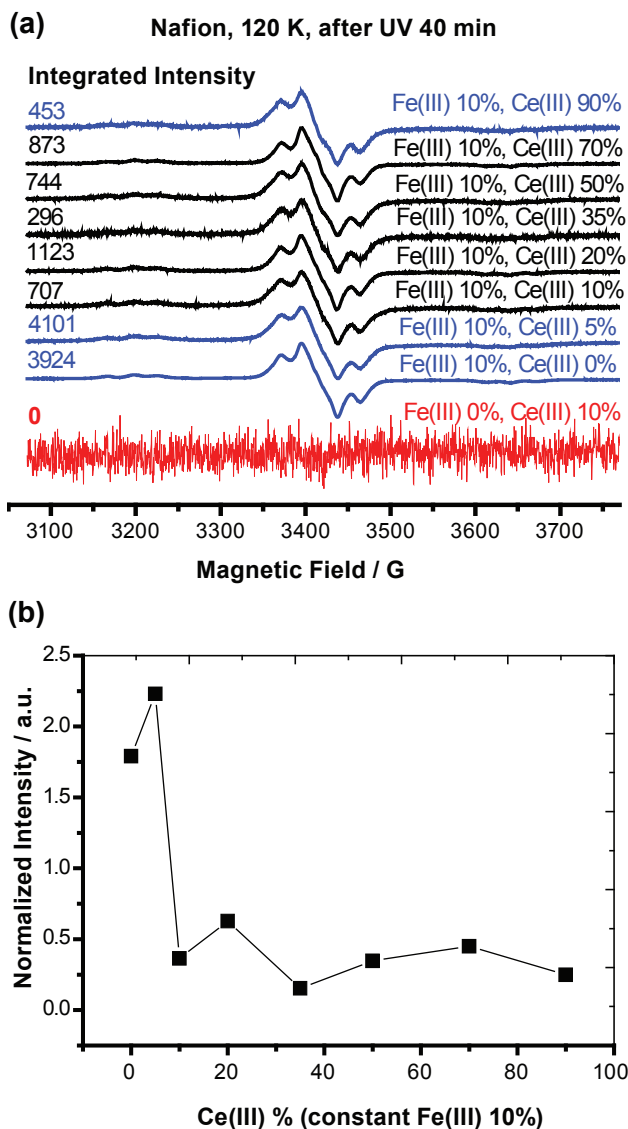 (a)
Nafion, 120 K, after UV 40 min
Integrated Intensity
453 Fe(III) 10%, Ce(III) 90%
873 Fe(III) 10%, Ce(III) 70%
744 Fe(III) 10%, Ce(III) 50%
296 Fe(III) 10%, Ce(III) 35%
1123 Fe(III) 10%, Ce(III) 20%
707 Fe(III) 10%, Ce(III) 10%
4101 Fe(III) 10%, Ce(III) 5%
3924 Fe(III) 10%, Ce(III) 0%
0 Fe(III) 0%, Ce(III) 10%
3100 3200 3300 3400 3500 3600 3700
Magnetic Field / G
(b)
Normalized Intensity / a.u.
2.5
2.0
1.5
1.0
0.5
0.0
0 20 40 60 80 100
Ce(III) % (constant Fe(III) 10%)